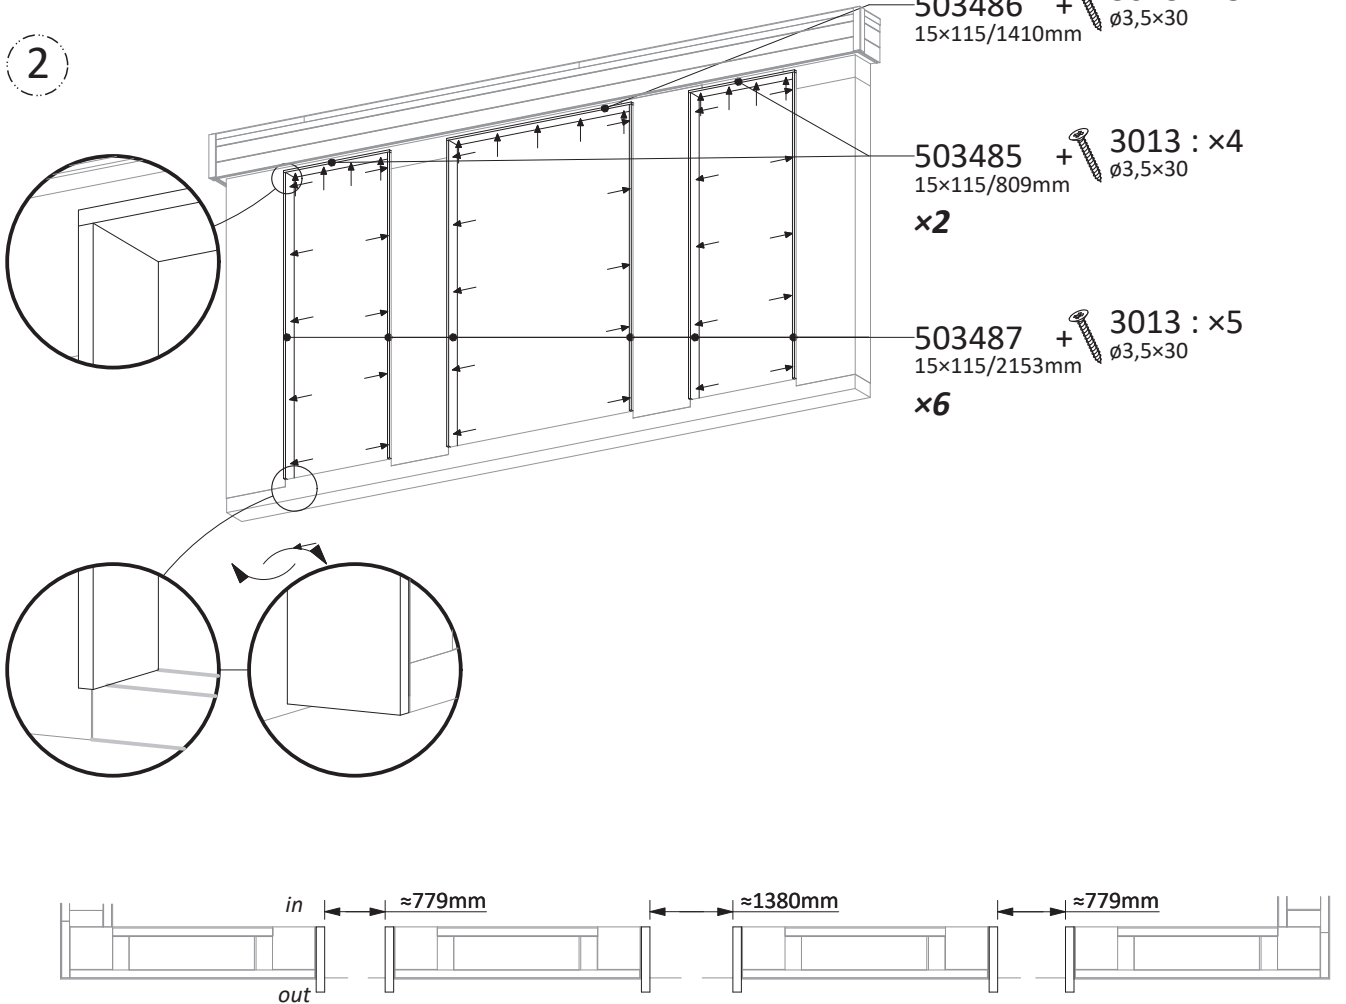 2
503486 +
15×115/1410mm
ø3,5×30
503485 + 3013 : ×4
15×115/809mm
ø3,5×30
×2
503487 + 3013 : ×5
15×115/2153mm
ø3,5×30
×6
in
≈779mm
≈1380mm
≈779mm
out